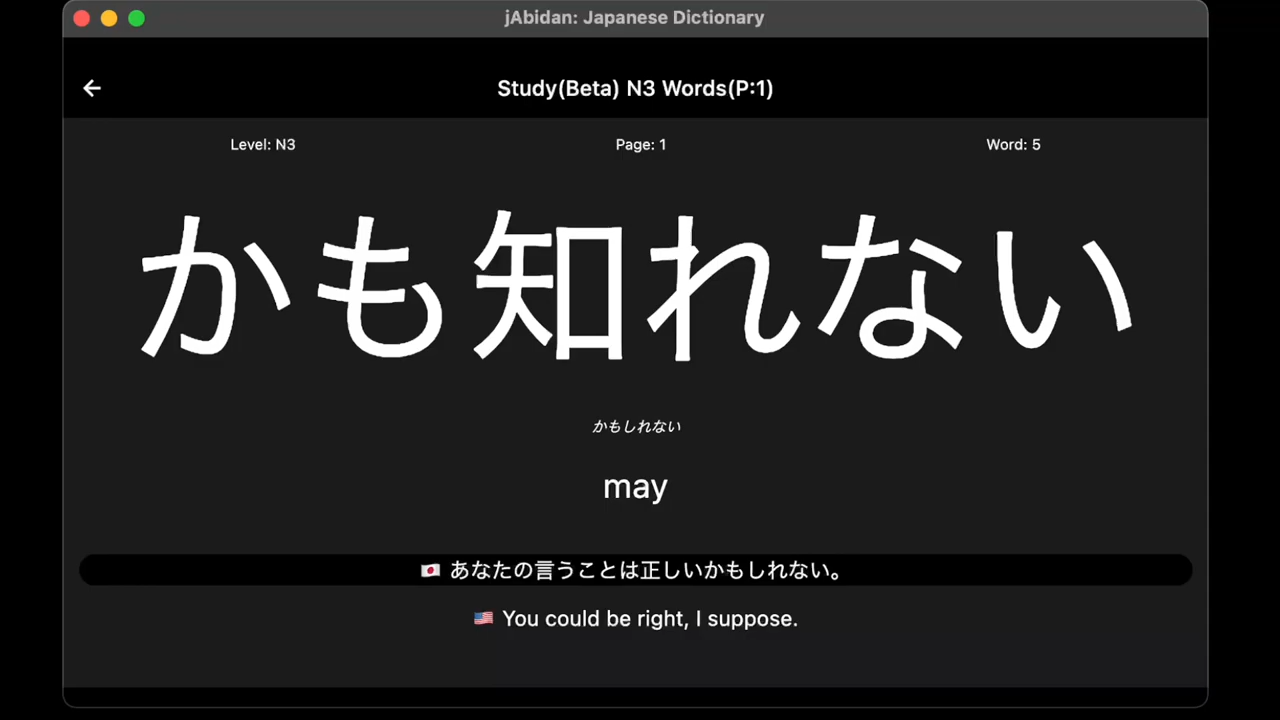 jAbidan: Japanese Dictionary
Study(Beta) N3 Words(P:1)
Level: N3 Page: 1 Word: 5
かも知れない
かもしれない
may
あなたの言うことは正しいかもしれない。
You could be right, I suppose.